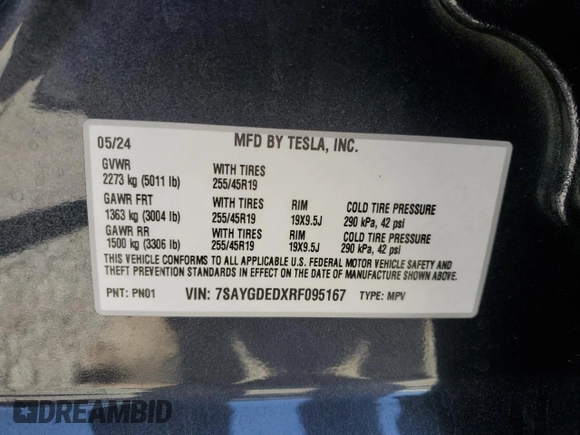 05/24 MFD BY TESLA, INC.
GVWR WITH TIRES
2273 kg (5011 lb) 255/45R19
GAWR FRT WITH TIRES RIM COLD TIRE PRESSURE
1363 kg (3004 lb) 255/45R19 19X9.5J 290 kPa, 42 psi
GAWR RR WITH TIRES RIM COLD TIRE PRESSURE
1500 kg (3306 lb) 255/45R19 19X9.5J 290 kPa, 42 psi
THIS VEHICLE CONFORMS TO ALL APPLICABLE U.S. FEDERAL MOTOR VEHICLE SAFETY AND
THEFT PREVENTION STANDARDS IN EFFECT ON THE DATE OF MANUFACTURE SHOWN ABOVE.
PNT: PN01 VIN: 7SAYGDEDXRF095167 TYPE: MPV
DREAMBID